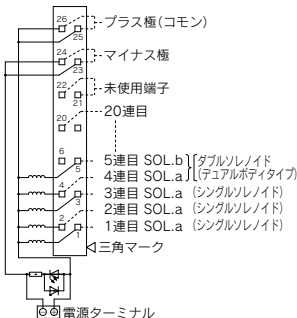 26
プラス極(コモン)
25
24
マイナス極
23
22
未使用端子
21
20連目
20
6
5連目 SOL.b
ダブルソレノイド
5
4連目 SOL.a
(デュアルボディタイプ)
4
3連目 SOL.a (シングルソレノイド)
3
2連目 SOL.a (シングルソレノイド)
2
1連目 SOL.a (シングルソレノイド)
1
三角マーク
電源ターミナル